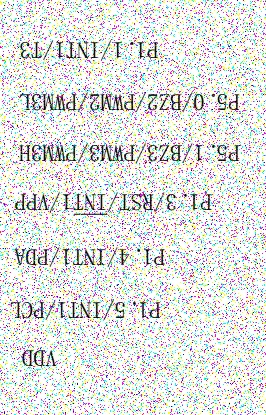 VDD
P1.5/INT1/PCL
P1.4/INT1/PDA
P1.3/RST/INT1/VPP
P5.1/BZ3/PWM3/PWM3H
P5.0/BZ2/PWM2/PWM3L
P1.1/INT1/T3